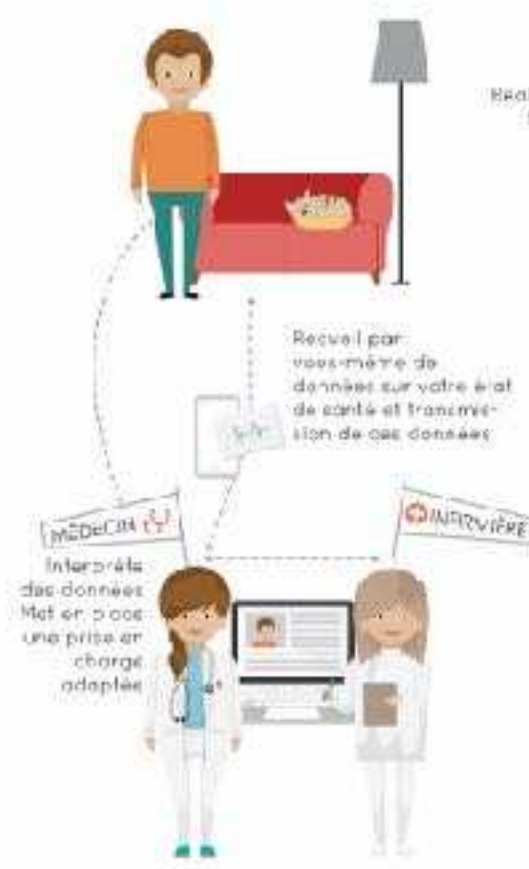 Recueil par
vous-même de
données sur votre état
de santé et transmis-
sion de ces données
MÉDECIN
INFIRMIÈRE
Interprète
des données
Met en place
une prise en
charge
adaptée